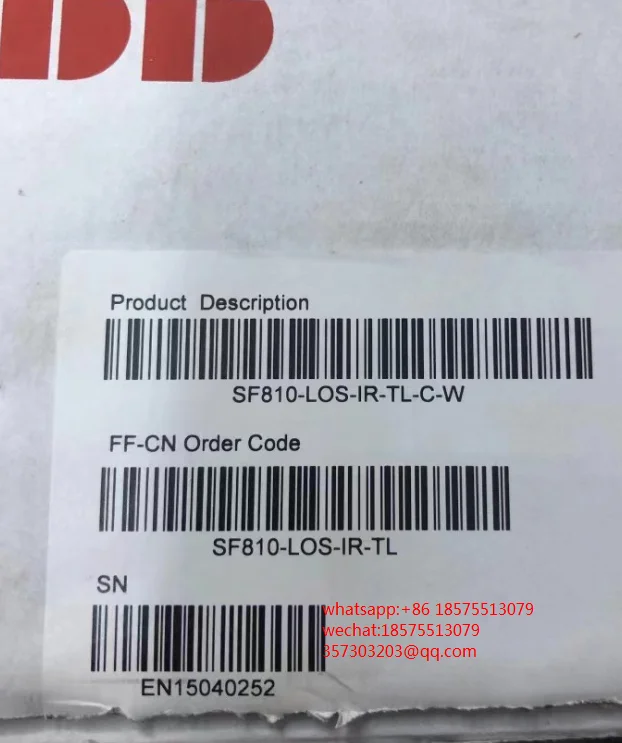 BB
Product Description
SF810-LOS-IR-TL-C-W
FF-CN Order Code
SF810-LOS-IR-TL
SN
EN15040252
whatsapp:+86 18575513079
wechat:18575513079
357303203@qq.com